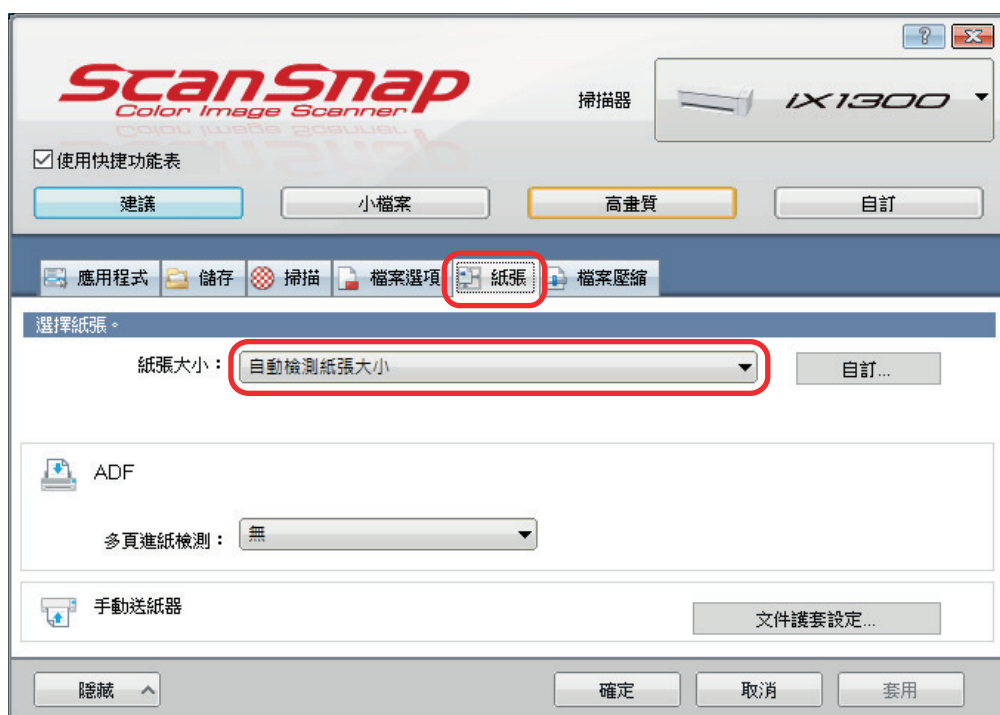 ScanSnap
Color Image Scanner
掃描器
iX1300
使用快捷功能表
建議 小檔案 高畫質 自訂
應用程式 儲存 掃描 檔案選項 紙張 檔案壓縮
選擇紙張。
紙張大小： 自動檢測紙張大小 自訂...
ADF
多頁進紙檢測： 無
手動送紙器
文件護套設定...
隱藏 確定 取消 套用